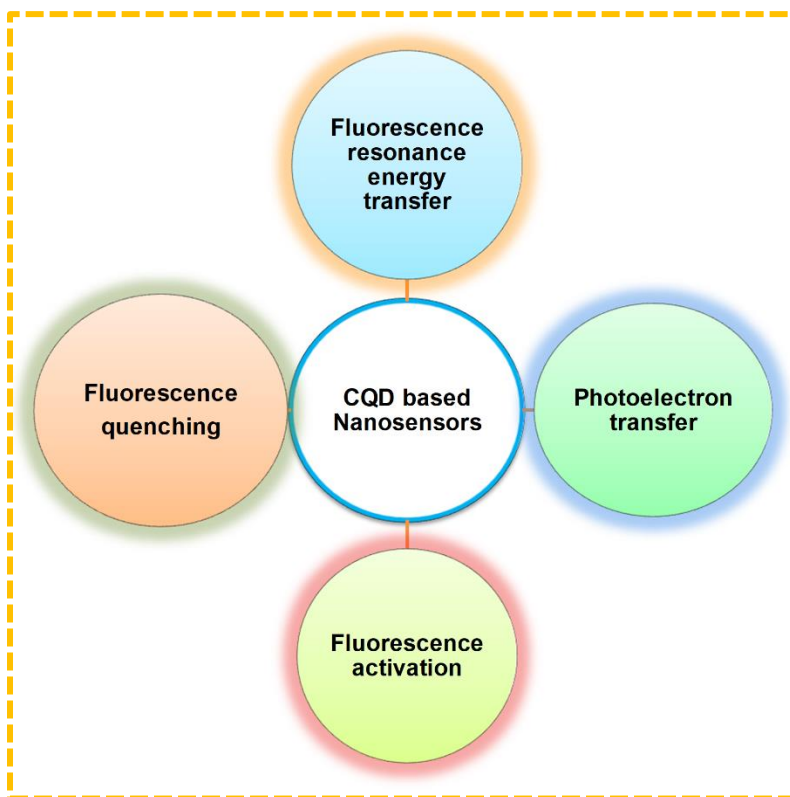 Fluorescence
resonance
energy
transfer
Fluorescence
quenching
CQD based
Nanosensors
Photoelectron
transfer
Fluorescence
activation